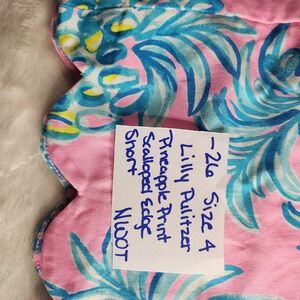 -26 Size 4
Lilly Pulitzer
Pineapple Print
Scalloped Edge
Short NWOT